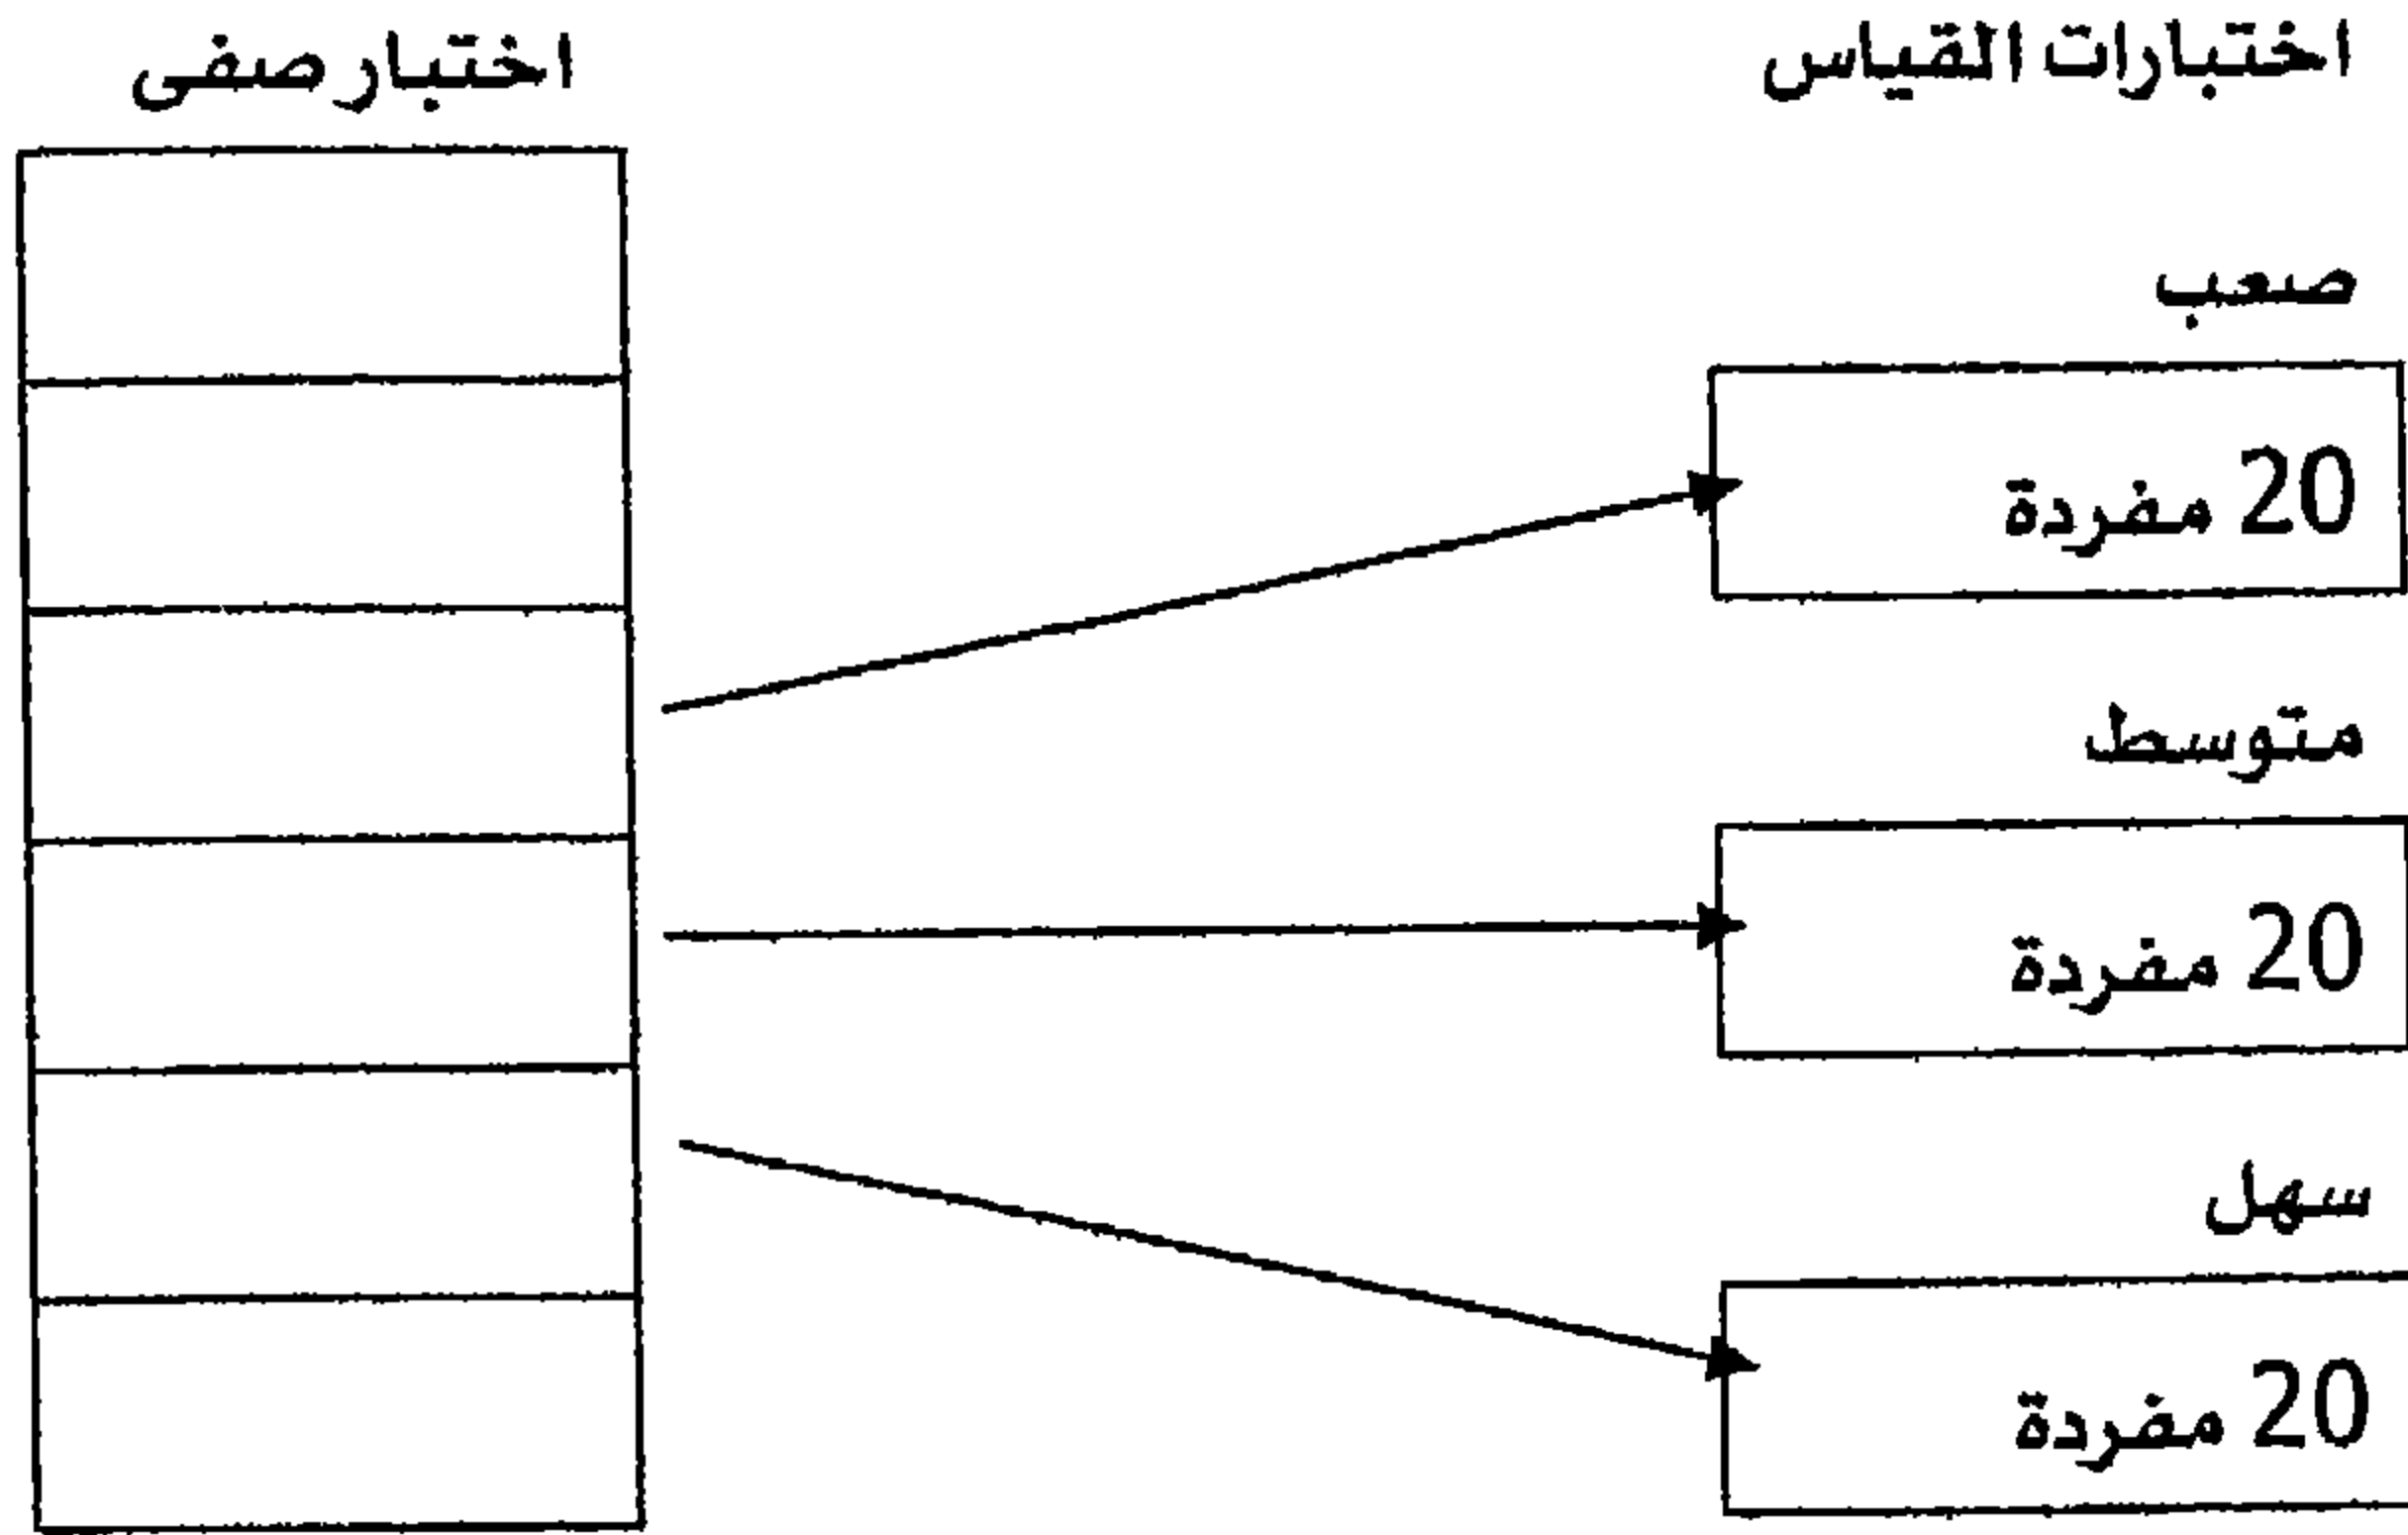 اختبارات القياس
اختبار صفى
صعب
20 مفردة
متوسط
20 مفردة
سهل
20 مفردة